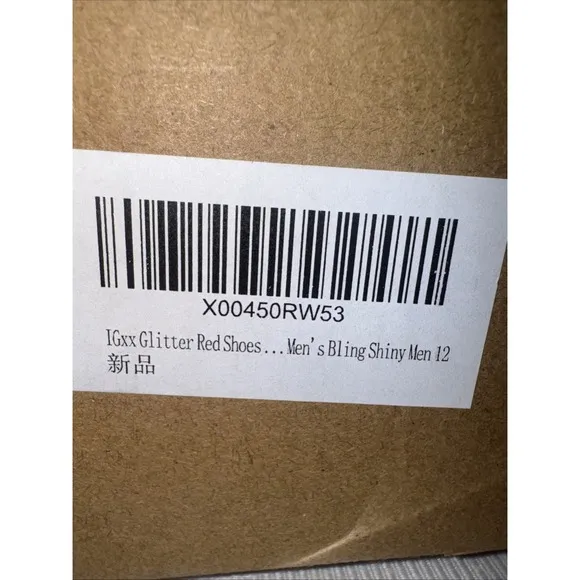 X00450RW53
IGxx Glitter Red Shoes...Men's Bling Shiny Men 12
新品